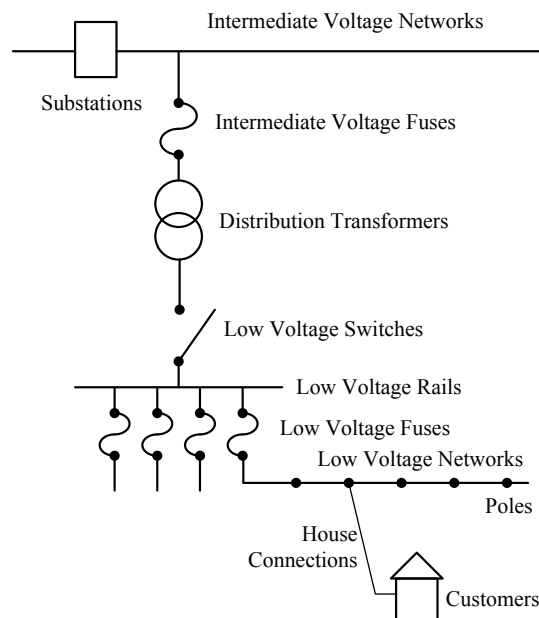 Intermediate Voltage Networks
Substations
Intermediate Voltage Fuses
Distribution Transformers
Low Voltage Switches
Low Voltage Rails
Low Voltage Fuses
Low Voltage Networks
Poles
House
Connections
Customers